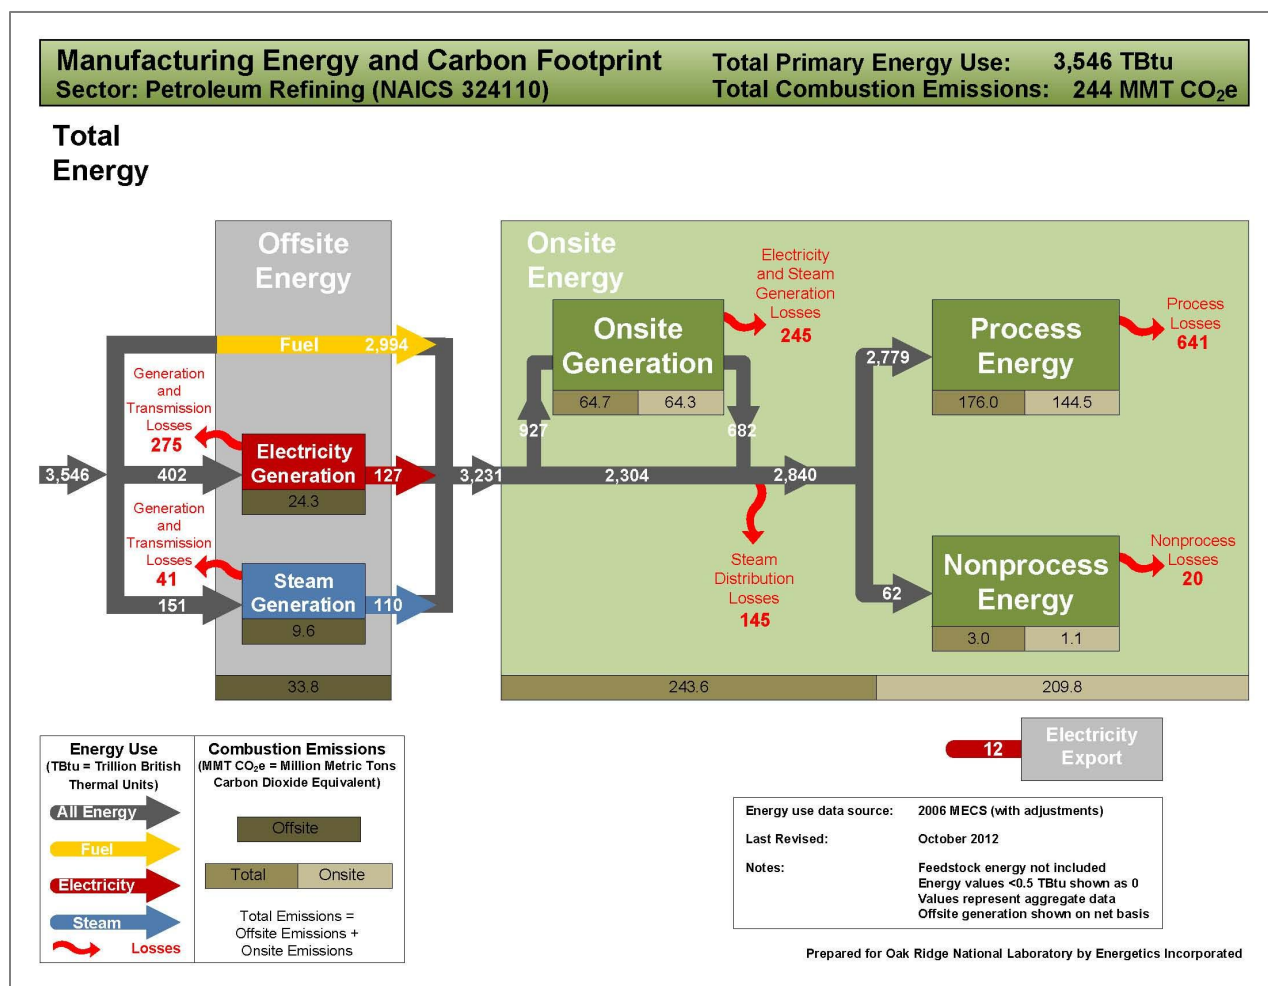 Manufacturing Energy and Carbon Footprint
Sector: Petroleum Refining (NAICS 324110)
Total Primary Energy Use: 3,546 TBtu
Total Combustion Emissions: 244 MMT CO₂e
Total
Energy
Offsite
Energy
Onsite
Energy
Fuel 2,994
Generation
and
Transmission
Losses
275
Electricity
Generation
24.3
3,546
402
127
Generation
and
Transmission
Losses
41
Steam
Generation
9.6
151
110
33.8
3,231
927
Onsite
Generation
64.7 64.3
Electricity
and Steam
Generation
Losses
245
682
2,304
2,840
Steam
Distribution
Losses
145
2,779
Process
Energy
176.0 144.5
Process
Losses
641
62
Nonprocess
Energy
3.0 1.1
Nonprocess
Losses
20
243.6 209.8
12
Electricity
Export
Energy Use
(TBtu = Trillion British
Thermal Units)
All Energy
Fuel
Electricity
Steam
Losses
Combustion Emissions
(MMT CO₂e = Million Metric Tons
Carbon Dioxide Equivalent)
Offsite
Total Onsite
Total Emissions =
Offsite Emissions +
Onsite Emissions
Energy use data source: 2006 MECS (with adjustments)
Last Revised: October 2012
Notes: Feedstock energy not included
Energy values <0.5 TBtu shown as 0
Values represent aggregate data
Offsite generation shown on net basis
Prepared for Oak Ridge National Laboratory by Energetics Incorporated